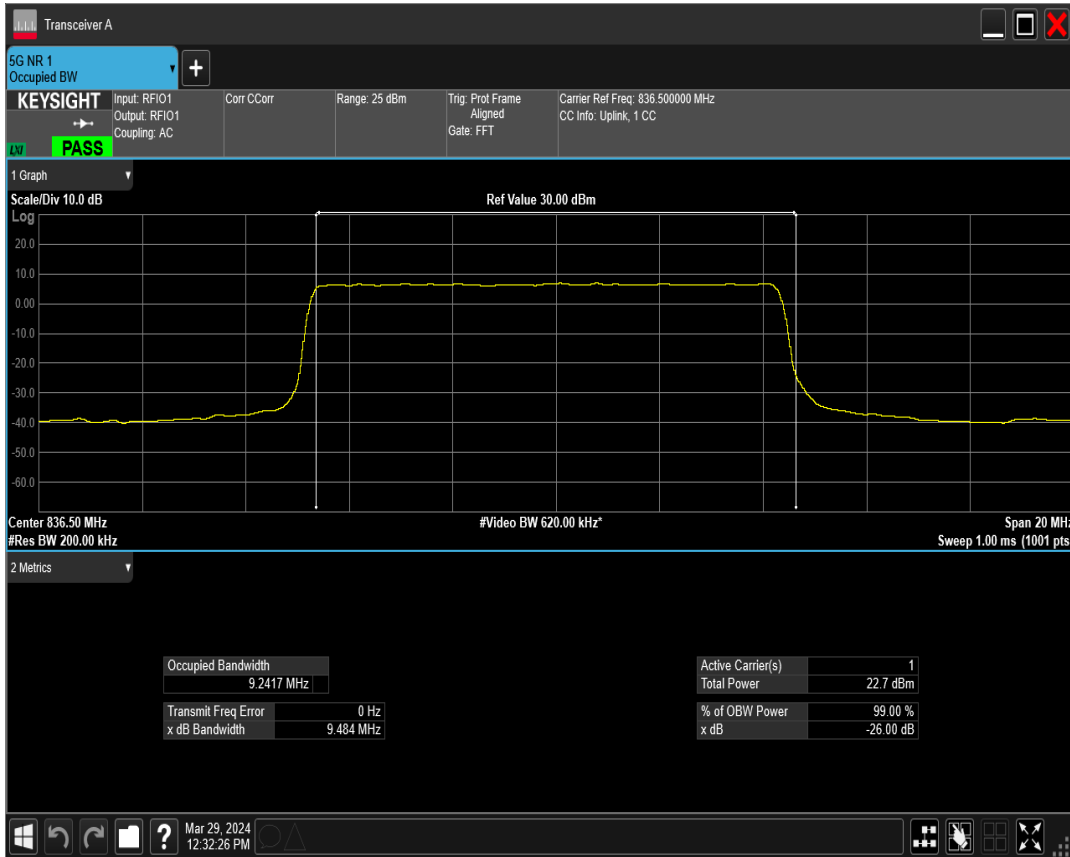 Transceiver A
5G NR 1
Occupied BW
KEYSIGHT
LXI
PASS
Input: RFIO1
Output: RFIO1
Coupling: AC
Corr CCorr
Range: 25 dBm
Trig: Prot Frame
Aligned
Gate: FFT
Carrier Ref Freq: 836.500000 MHz
CC Info: Uplink, 1 CC
1 Graph
Scale/Div 10.0 dB
Ref Value 30.00 dBm
Log
20.0
10.0
0.00
-10.0
-20.0
-30.0
-40.0
-50.0
-60.0
Center 836.50 MHz
#Video BW 620.00 kHz*
Span 20 MHz
#Res BW 200.00 kHz
Sweep 1.00 ms (1001 pts
2 Metrics
Occupied Bandwidth
9.2417 MHz
Transmit Freq Error 0 Hz
x dB Bandwidth 9.484 MHz
Active Carrier(s) 1
Total Power 22.7 dBm
% of OBW Power 99.00 %
x dB -26.00 dB
?
Mar 29, 2024
12:32:26 PM